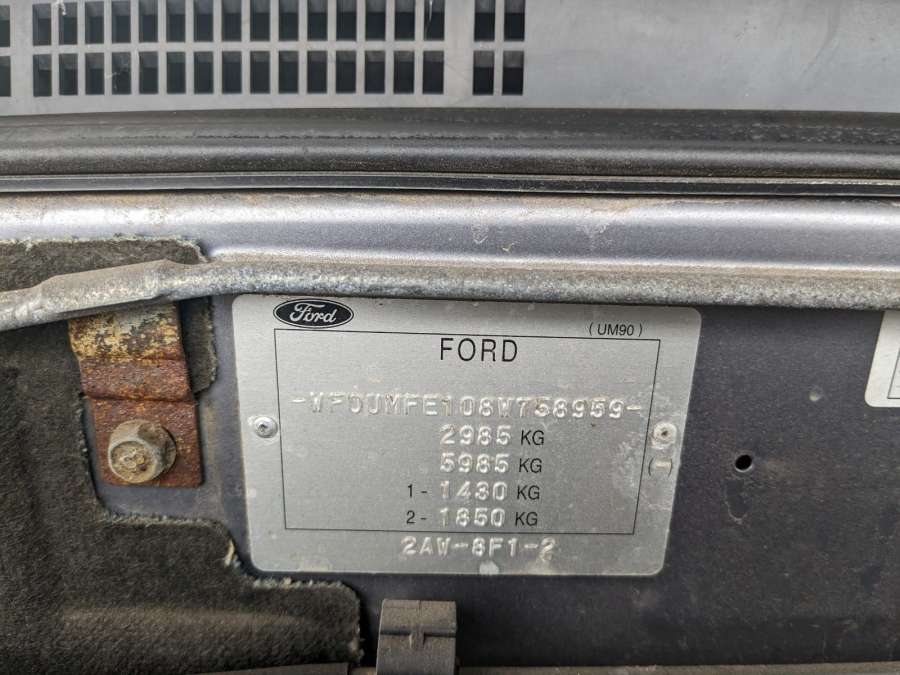 Ford
( UM90 )
FORD
-WF0UMFE108W758959-
2985 KG
5985 KG
1 - 1430 KG
2 - 1850 KG
2AW-8F1-2